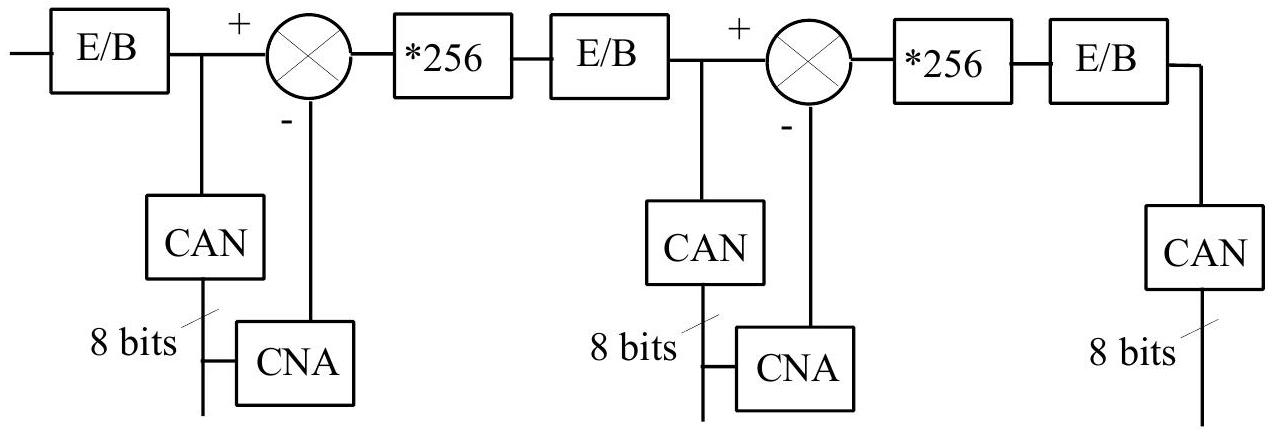 E/B
+
-
*256
E/B
+
-
*256
E/B
CAN
8 bits
CNA
CAN
8 bits
CNA
CAN
8 bits